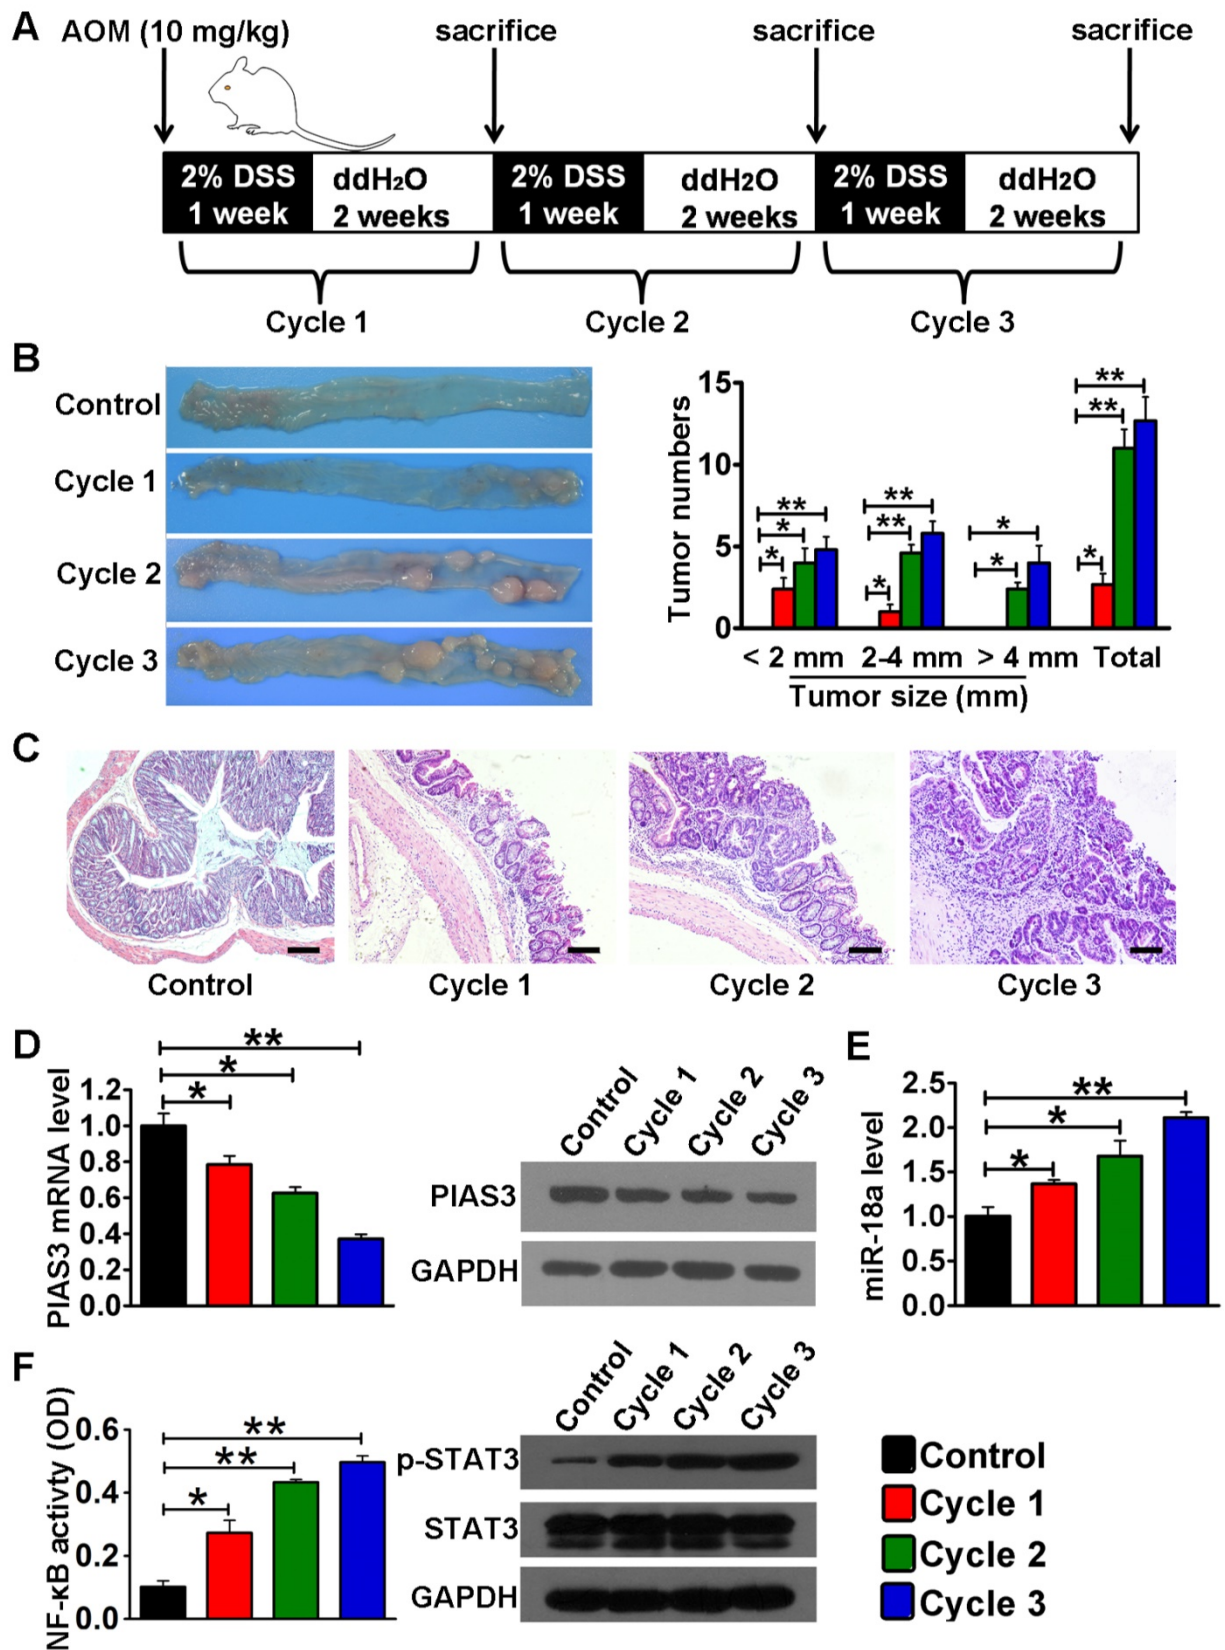 A AOM (10 mg/kg) sacrifice sacrifice sacrifice
2% DSS
1 week
ddH₂O
2 weeks
2% DSS
1 week
ddH₂O
2 weeks
2% DSS
1 week
ddH₂O
2 weeks
Cycle 1 Cycle 2 Cycle 3
B
Control
Cycle 1
Cycle 2
Cycle 3
Tumor numbers
15
10
5
0
** ** * * ** ** * * * ** ** *
< 2 mm 2-4 mm > 4 mm Total
Tumor size (mm)
C
Control Cycle 1 Cycle 2 Cycle 3
D
PIAS3 mRNA level
1.2
1.0
0.8
0.6
0.4
0.2
0.0
**
*
*
Control Cycle 1 Cycle 2 Cycle 3
PIAS3
GAPDH
E
miR-18a level
2.5
2.0
1.5
1.0
0.5
0.0
**
*
*
F
NF-κB activty (OD)
0.6
0.4
0.2
0.0
**
**
*
Control Cycle 1 Cycle 2 Cycle 3
p-STAT3
STAT3
GAPDH
Control
Cycle 1
Cycle 2
Cycle 3